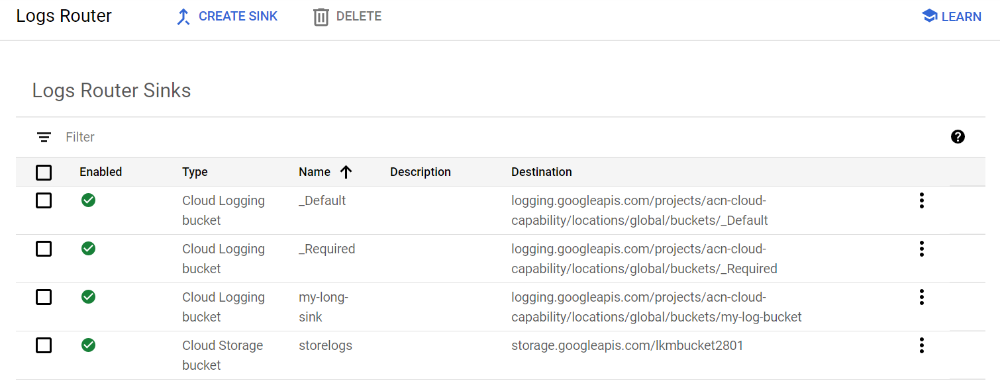 Logs Router CREATE SINK DELETE LEARN
Logs Router Sinks
Filter
Enabled Type Name Description Destination
Cloud Logging _Default logging.googleapis.com/projects/acn-cloud-
bucket capability/locations/global/buckets/_Default
Cloud Logging _Required logging.googleapis.com/projects/acn-cloud-
bucket capability/locations/global/buckets/_Required
Cloud Logging my-long- logging.googleapis.com/projects/acn-cloud-
bucket sink capability/locations/global/buckets/my-log-bucket
Cloud Storage storelogs storage.googleapis.com/lkmbucket2801
bucket